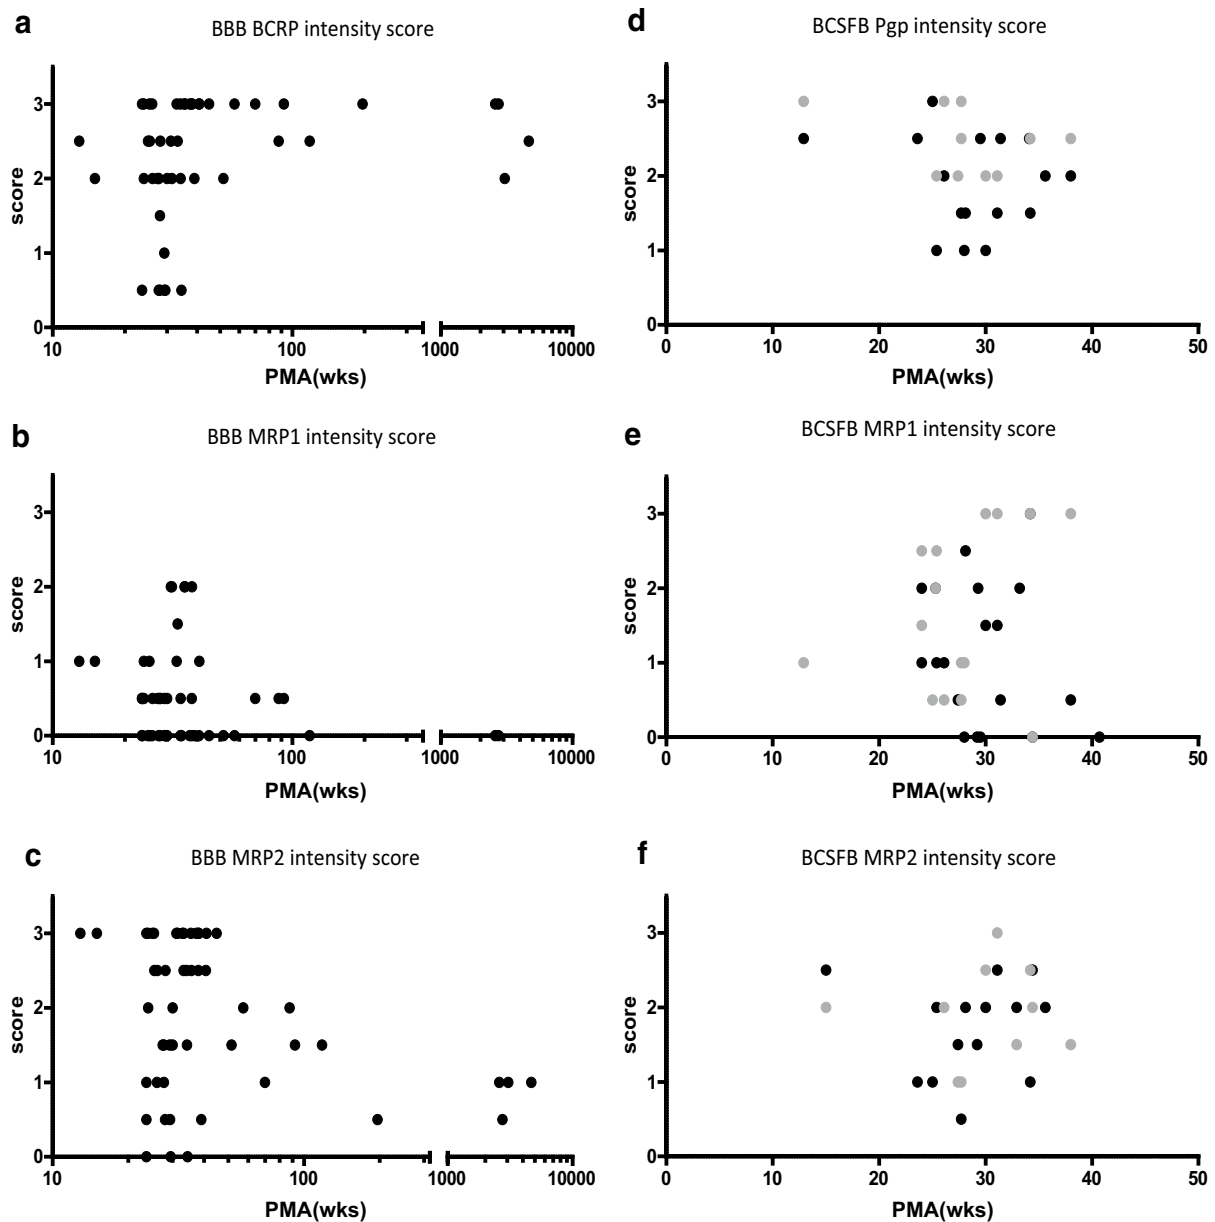 a
BBB BCRP intensity score
3
2
1
0
score
10
100
1000
10000
PMA(wks)
b
BBB MRP1 intensity score
3
2
1
0
score
10
100
1000
10000
PMA(wks)
c
BBB MRP2 intensity score
3
2
1
0
score
10
100
1000
10000
PMA(wks)
d
BCSFB Pgp intensity score
3
2
1
0
score
0
10
20
30
40
50
PMA(wks)
e
BCSFB MRP1 intensity score
3
2
1
0
score
0
10
20
30
40
50
PMA(wks)
f
BCSFB MRP2 intensity score
3
2
1
0
score
0
10
20
30
40
50
PMA(wks)